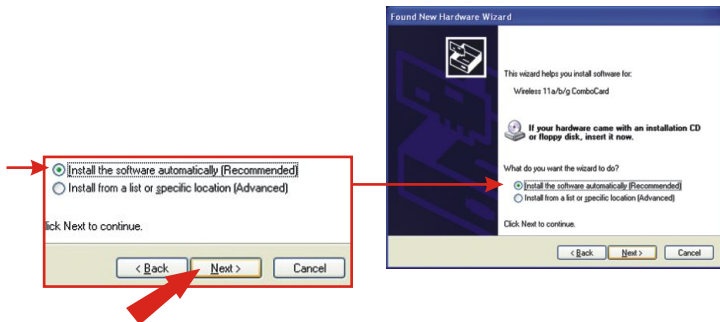 Found New Hardware Wizard
This wizard helps you install software for:
Wireless 11a/b/g ComboCard
If your hardware came with an installation CD
or floppy disk, insert it now.
What do you want the wizard to do?
Install the software automatically (Recommended)
Install from a list or specific location (Advanced)
Click Next to continue.
< Back
Next >
Cancel
Install the software automatically (Recommended)
Install from a list or specific location (Advanced)
lick Next to continue.
< Back
Next >
Cancel